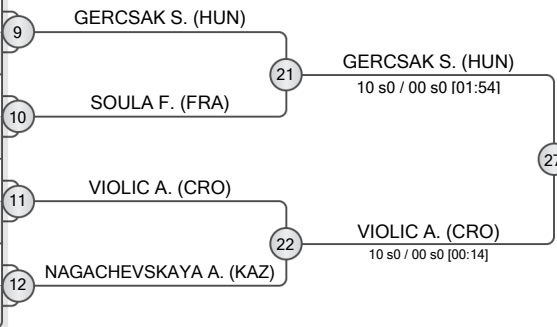 GERCSAK S. (HUN)
9
GERCSAK S. (HUN)
21
10 s0 / 00 s0 [01:54]
SOULA F. (FRA)
10
27
VIOLIC A. (CRO)
11
VIOLIC A. (CRO)
22
10 s0 / 00 s0 [00:14]
NAGACHEVSKAYA A. (KAZ)
12